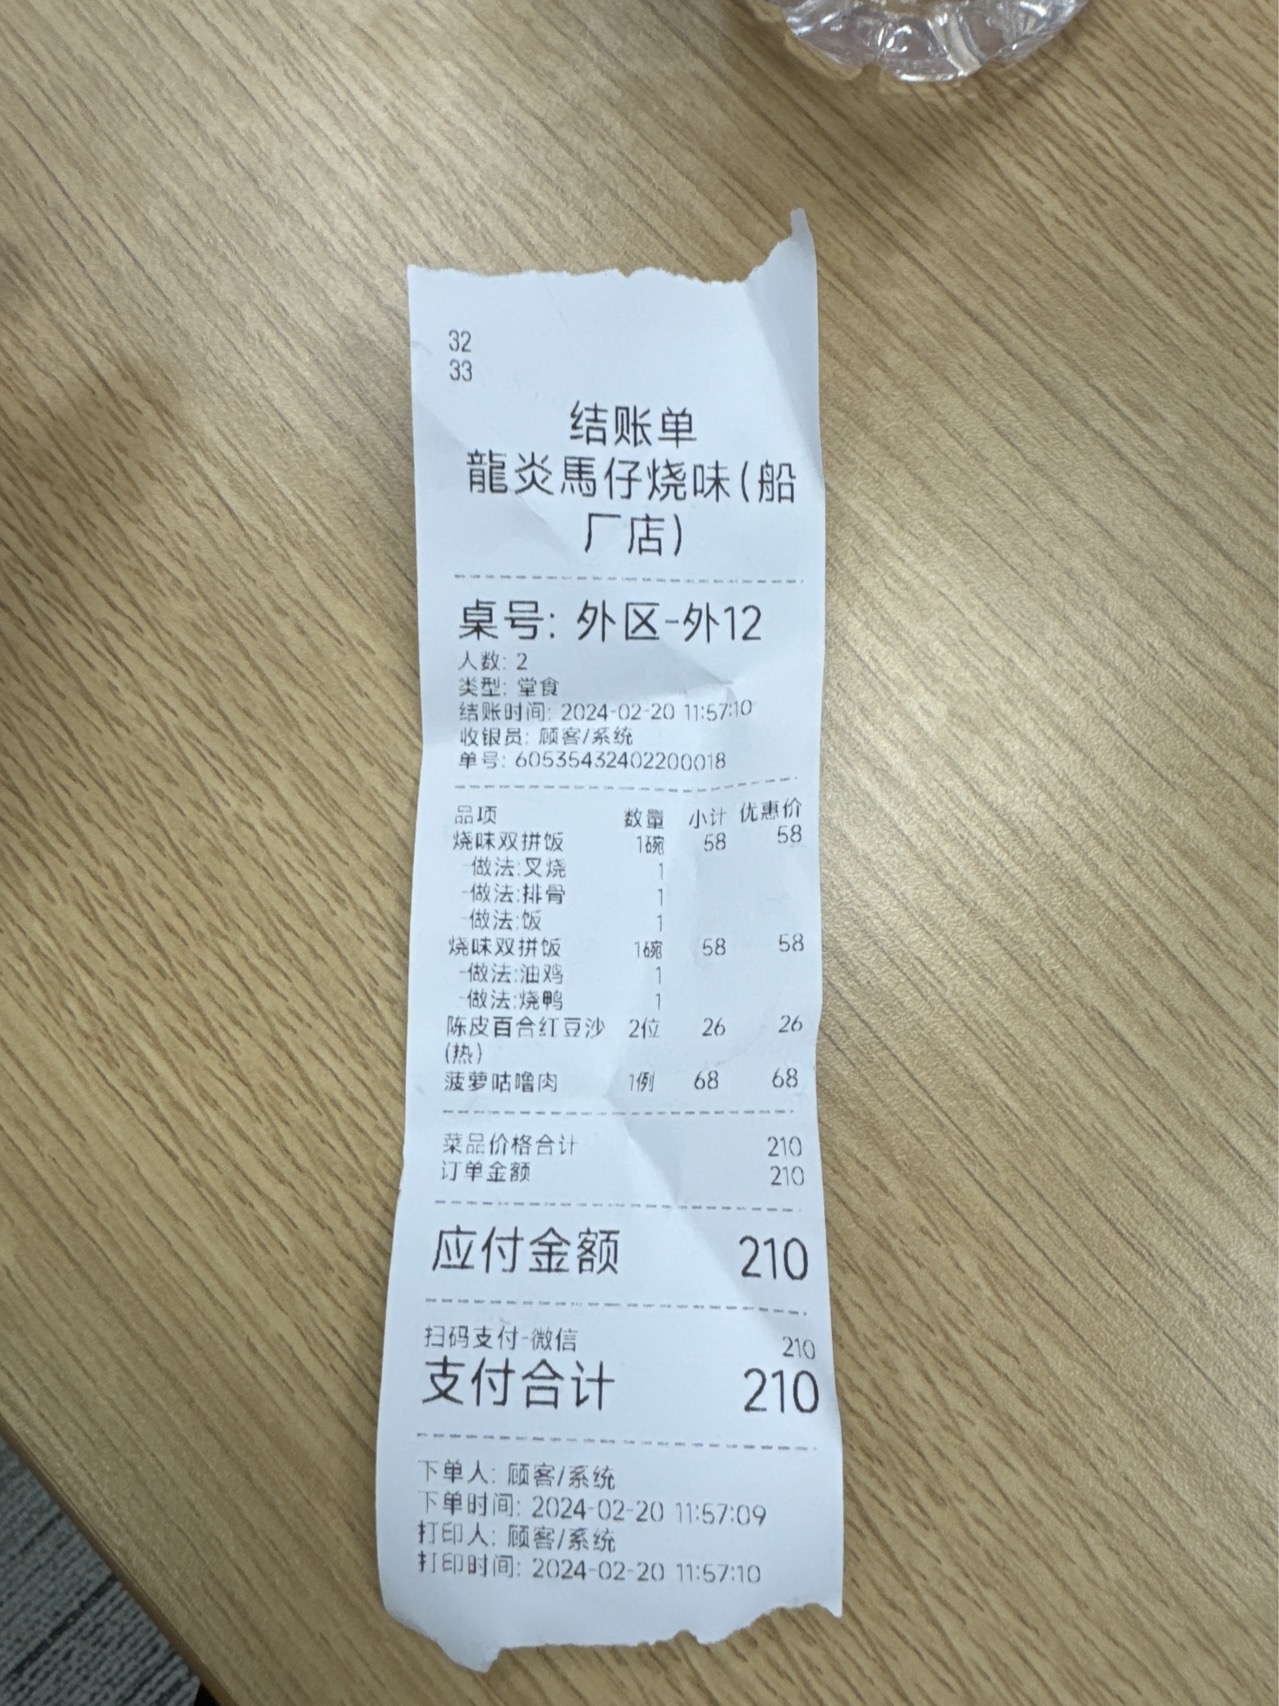 32
33
结账单
龍炎馬仔烧味(船
厂店)
桌号: 外区-外12
人数: 2
类型: 堂食
结账时间: 2024-02-20 11:57:10
收银员: 顾客/系统
单号: 605354324022000018
品项 数量 小计 优惠价
烧味双拼饭 1碗 58 58
-做法:叉烧 1
-做法:排骨 1
-做法:饭 1
烧味双拼饭 1碗 58 58
-做法:油鸡 1
-做法:烧鸭 1
陈皮百合红豆沙 2位 26 26
(热)
菠萝咕噜肉 1例 68 68
菜品价格合计 210
订单金额 210
应付金额 210
扫码支付-微信 210
支付合计 210
下单人: 顾客/系统
下单时间: 2024-02-20 11:57:09
打印人: 顾客/系统
打印时间: 2024-02-20 11:57:10